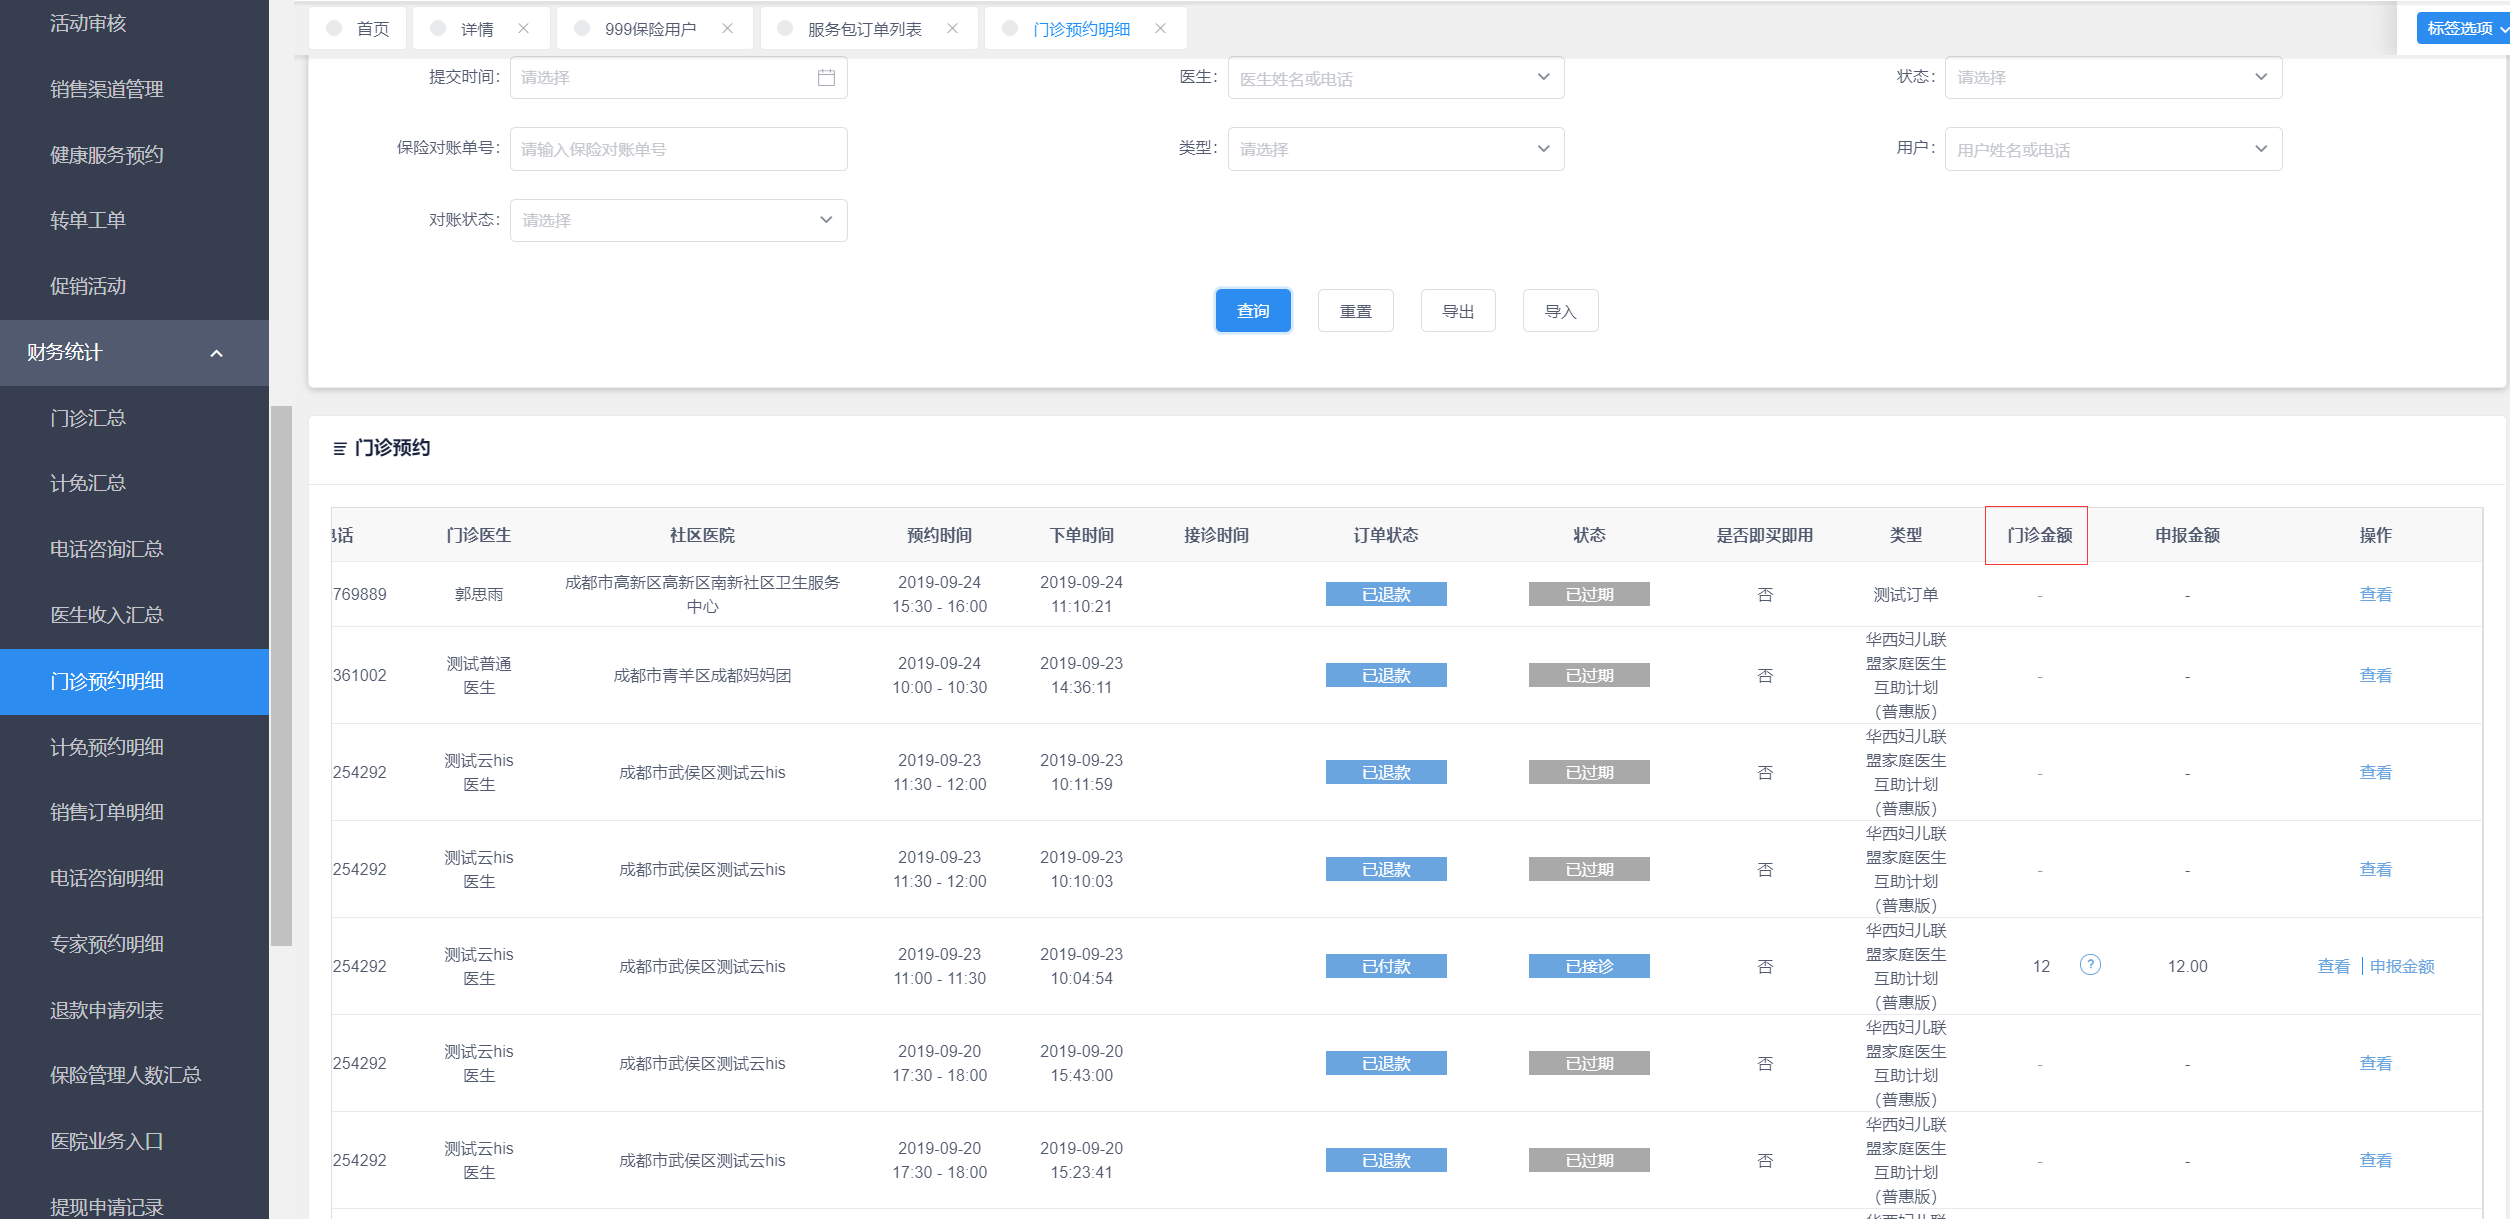 活动审核
销售渠道管理
健康服务预约
转单工单
促销活动
财务统计
门诊汇总
计免汇总
电话咨询汇总
医生收入汇总
门诊预约明细
计免预约明细
销售订单明细
电话咨询明细
专家预约明细
退款申请列表
保险管理人数汇总
医院业务入口
提现申请记录
首页 详情 999保险用户 服务包订单列表 门诊预约明细 标签选项
提交时间: 请选择 医生: 医生姓名或电话 状态: 请选择
保险对账单号: 请输入保险对账单号 类型: 请选择 用户: 用户姓名或电话
对账状态: 请选择
查询 重置 导出 导入
门诊预约
话 门诊医生 社区医院 预约时间 下单时间 接诊时间 订单状态 状态 是否即买即用 类型 门诊金额 申报金额 操作
769889 郭思雨 成都市高新区高新区南新社区卫生服务中心 2019-09-24 15:30 - 16:00 2019-09-24 11:10:21 已退款 已过期 否 测试订单 - - 查看
361002 测试普通医生 成都市青羊区成都妈妈团 2019-09-24 10:00 - 10:30 2019-09-23 14:36:11 已退款 已过期 否 华西妇儿联盟家庭医生互助计划（普惠版） - - 查看
254292 测试云his医生 成都市武侯区测试云his 2019-09-23 11:30 - 12:00 2019-09-23 10:11:59 已退款 已过期 否 华西妇儿联盟家庭医生互助计划（普惠版） - - 查看
254292 测试云his医生 成都市武侯区测试云his 2019-09-23 11:30 - 12:00 2019-09-23 10:10:03 已退款 已过期 否 华西妇儿联盟家庭医生互助计划（普惠版） - - 查看
254292 测试云his医生 成都市武侯区测试云his 2019-09-23 11:00 - 11:30 2019-09-23 10:04:54 已付款 已接诊 否 华西妇儿联盟家庭医生互助计划（普惠版） 12 ? 12.00 查看 申报金额
254292 测试云his医生 成都市武侯区测试云his 2019-09-20 17:30 - 18:00 2019-09-20 15:43:00 已退款 已过期 否 华西妇儿联盟家庭医生互助计划（普惠版） - - 查看
254292 测试云his医生 成都市武侯区测试云his 2019-09-20 17:30 - 18:00 2019-09-20 15:23:41 已退款 已过期 否 华西妇儿联盟家庭医生互助计划（普惠版） - - 查看